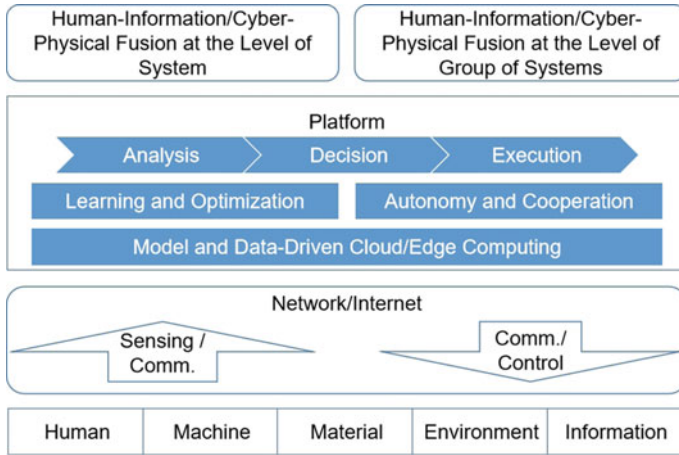 Human-Information/Cyber-
Physical Fusion at the Level of
System
Human-Information/Cyber-
Physical Fusion at the Level of
Group of Systems
Platform
Analysis
Decision
Execution
Learning and Optimization
Autonomy and Cooperation
Model and Data-Driven Cloud/Edge Computing
Network/Internet
Sensing /
Comm.
Comm./
Control
Human
Machine
Material
Environment
Information